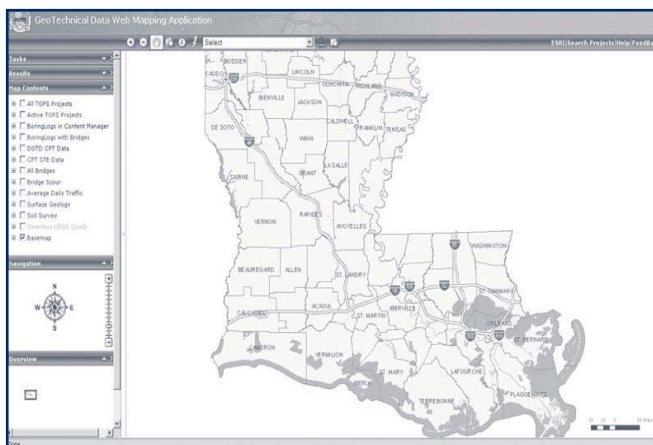 GeoTechnical Data Web Mapping Application
Select
ESRI|Search Projects|Help|FeedBa
Tasks
Results
Map Contents
All TOPS Projects
Active TOPS Projects
BoringLogs in Content Manager
BoringLogs with Bridges
DOTD CPT Data
CPT STE Data
All Bridges
Bridge Scour
Average Daily Traffic
Surface Geology
Soil Survey
Seamless USGS Quads
Basemap
Navigation
N
W
E
S
Overview
BOSSIER
CADDO
LINCOLN
OUACHITA
RICHLAND
MADISON
BIENVILLE
JACKSON
CALDWELL
DE SOTO
FRANKLIN
TENSAS
WINN
LASALLE
SABINE
GRANT
VERNON
RAPIDES
AVOYELLES
WASHINGTON
BEAUREGARD
ALLEN
ST. LANDRY
ST. TAMMANY
CALCASIEU
ACADIA
ST. MARTIN
IBERVILLE
ORLEANS
ST. BERNARD
CAMERON
VERMILION
IBERIA
ST. MARY
LAFOURCHE
TERREBONNE
PLAQUEMINES